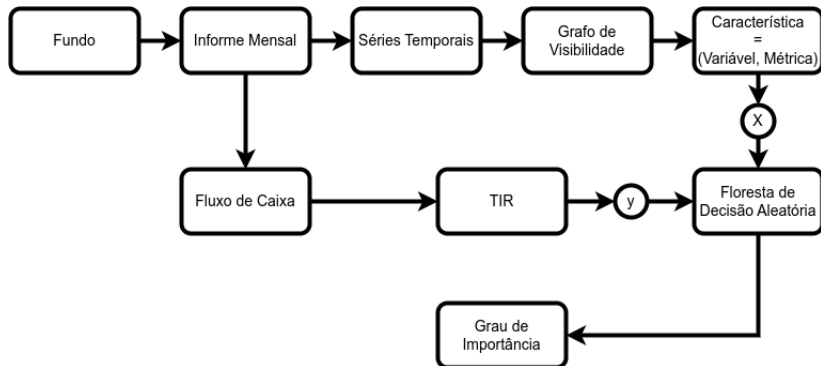 Fundo
Informe Mensal
Séries Temporais
Grafo de
Visibilidade
Característica
=
(Variável, Métrica)
X
Fluxo de Caixa
TIR
y
Floresta de
Decisão Aleatória
Grau de
Importância